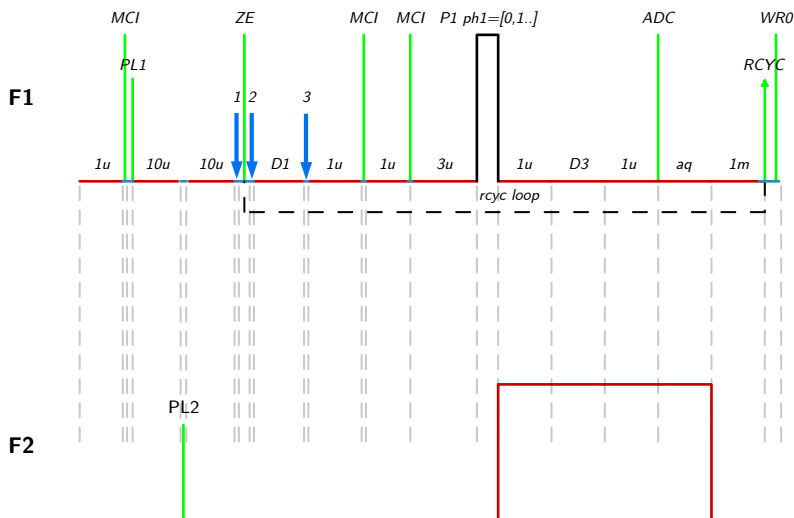 MCI ZE MCI MCI P1 ph1=[0,1..] ADC WR0
PL1 RCYC
F1
1 2 3
1u 10u 10u D1 1u 1u 3u 1u D3 1u aq 1m
rcyc loop
PL2
F2